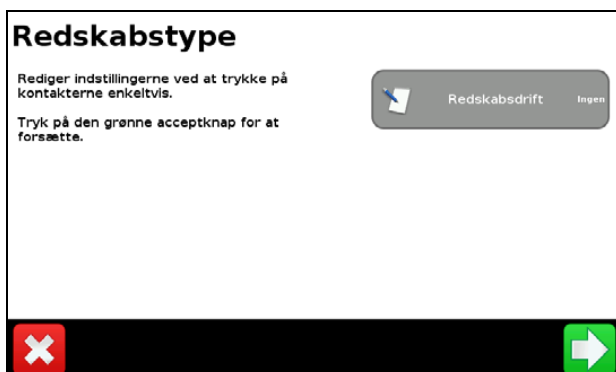 Redskabstype
Rediger indstillingerne ved at trykke på
kontakterne enkeltvis.
Tryk på den grønne acceptknap for at
forsætte.
Redskabsdrift Ingen